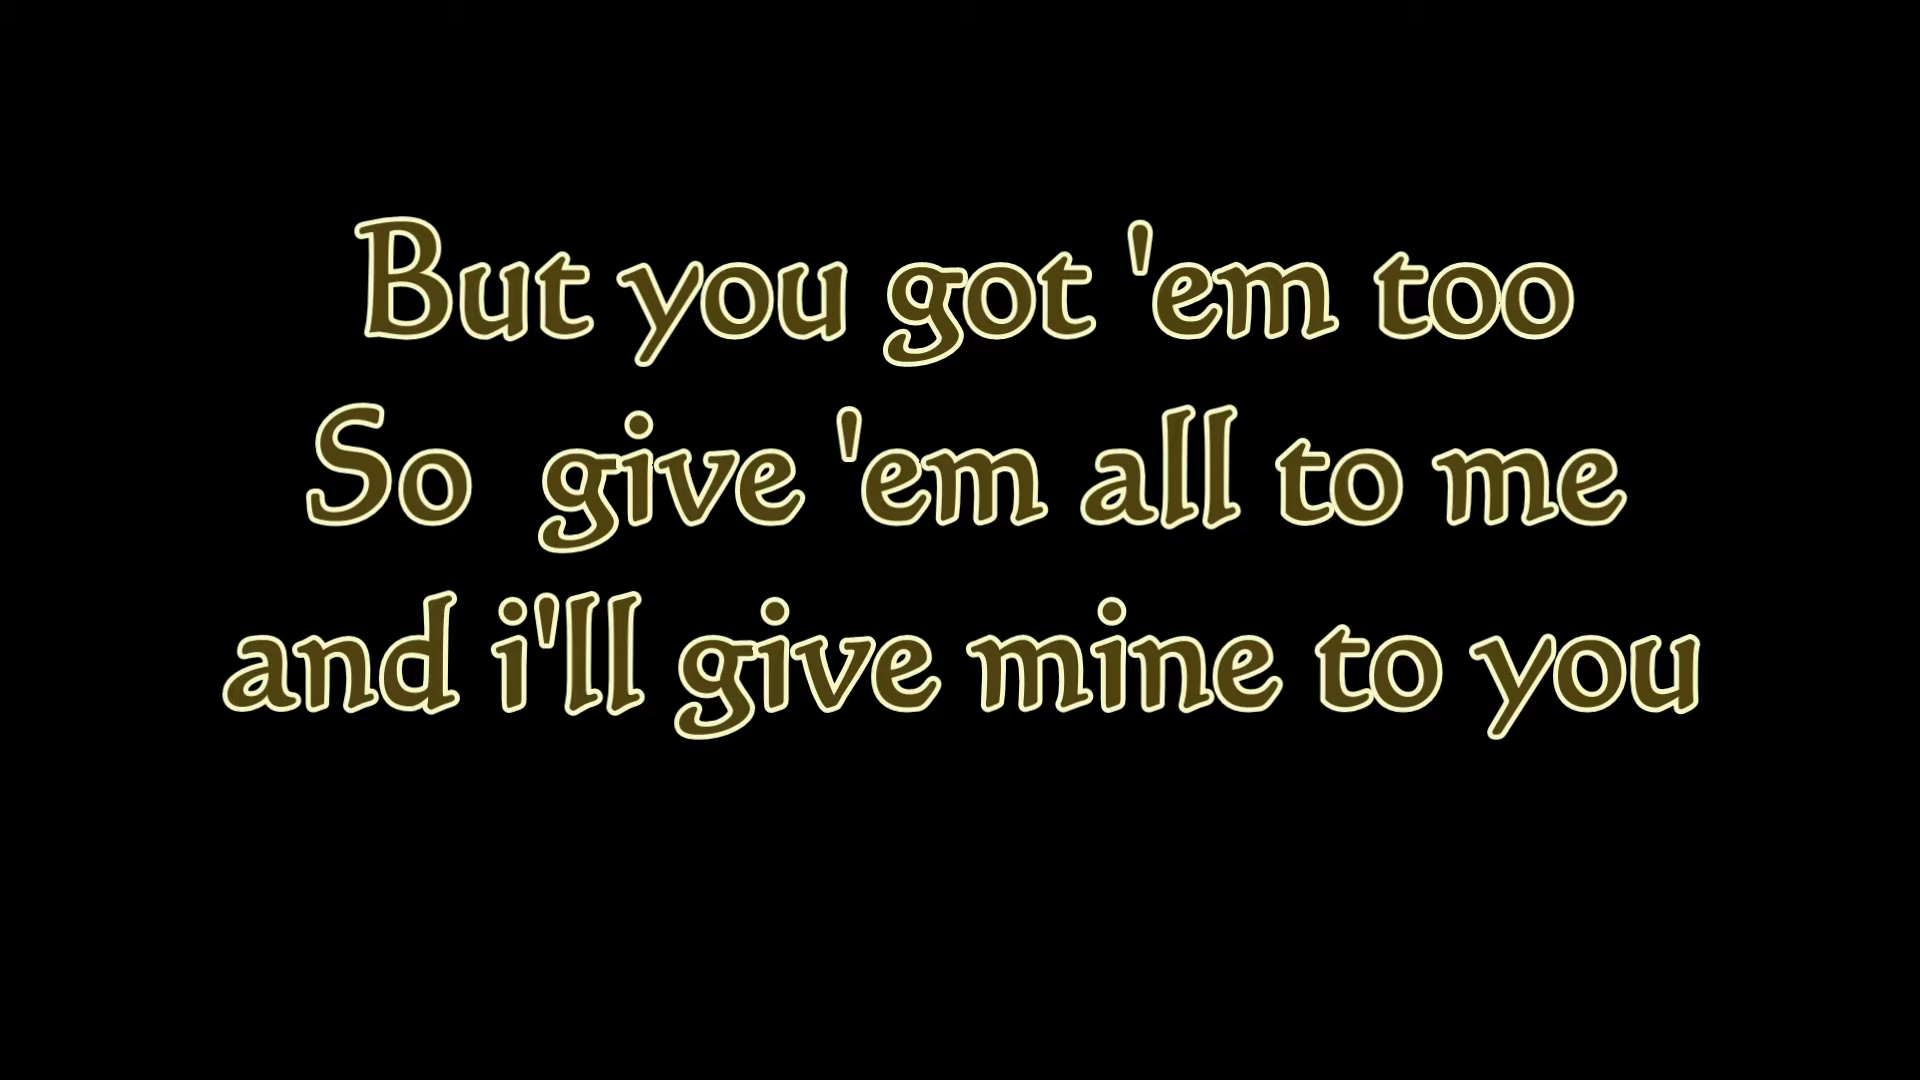 But you got 'em too
So  give 'em all to me
and i'll give mine to you